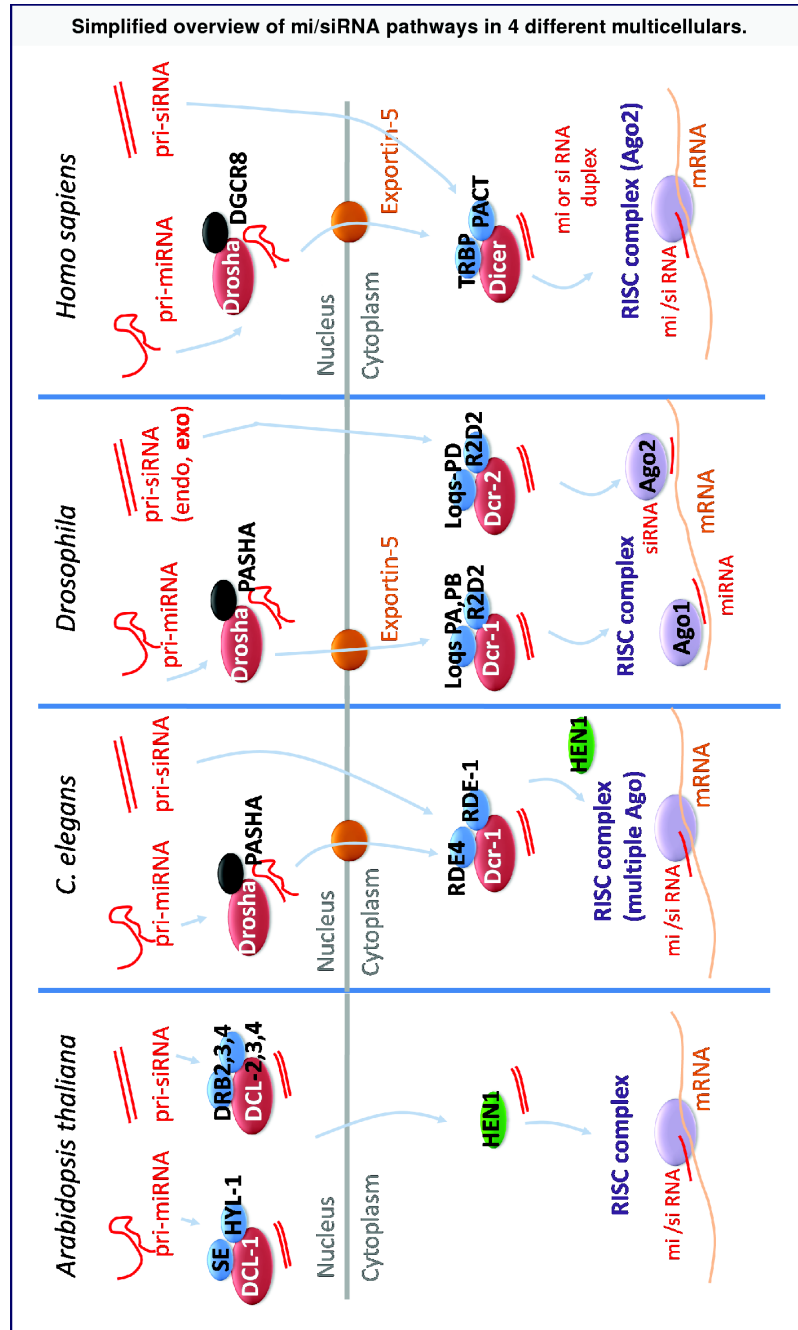 Simplified overview of mi/siRNA pathways in 4 different multicellulars.
Arabidopsis thaliana
pri-miRNA
pri-siRNA
SE
HYL-1
DCL-1
DRB2,3,4
DCL-2,3,4
Nucleus
Cytoplasm
HEN1
RISC complex
mi /si RNA
mRNA
C. elegans
pri-miRNA
pri-siRNA
PASHA
Drosha
Nucleus
Cytoplasm
RDE4
RDE-1
Dcr-1
HEN1
RISC complex
(multiple Ago)
mi /si RNA
mRNA
Drosophila
pri-miRNA
pri-siRNA
(endo, exo)
PASHA
Drosha
Exportin-5
Loqs-PA,PB
R2D2
Dcr-1
Loqs-PD
R2D2
Dcr-2
RISC complex
Ago1
miRNA
siRNA
Ago2
mRNA
Homo sapiens
pri-miRNA
pri-siRNA
DGCR8
Drosha
Nucleus
Cytoplasm
Exportin-5
TRBP
PACT
Dicer
mi or si RNA
duplex
RISC complex (Ago2)
mi /si RNA
mRNA